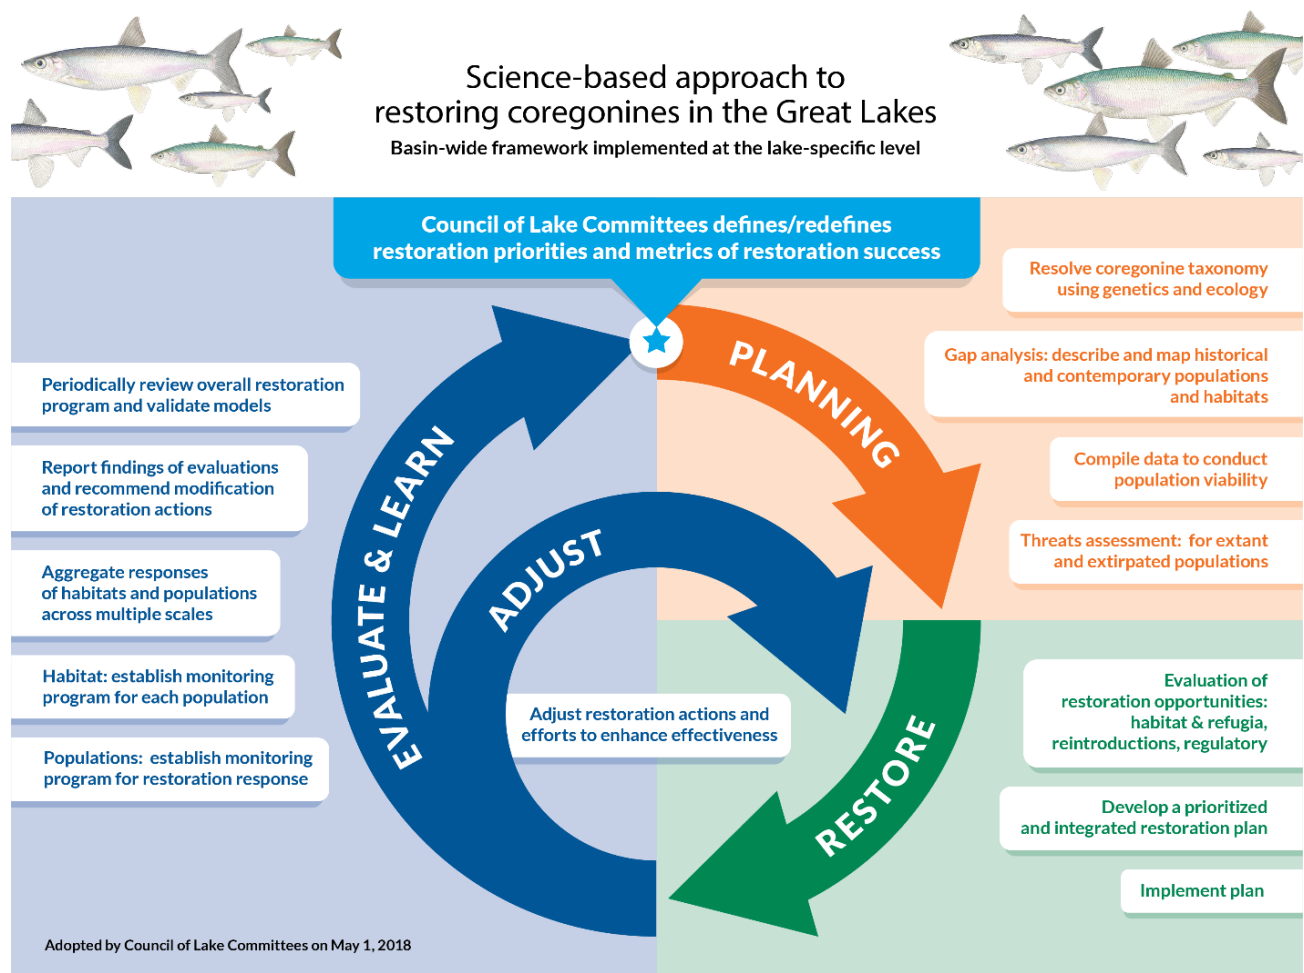 Science-based approach to
restoring coregonines in the Great Lakes
Basin-wide framework implemented at the lake-specific level
Council of Lake Committees defines/redefines
restoration priorities and metrics of restoration success
PLANNING
Resolve coregonine taxonomy
using genetics and ecology
Gap analysis: describe and map historical
and contemporary populations
and habitats
Compile data to conduct
population viability
Threats assessment:  for extant
and extirpated populations
RESTORE
Evaluation of
restoration opportunities:
habitat & refugia,
reintroductions, regulatory
Develop a prioritized
and integrated restoration plan
Implement plan
EVALUATE & LEARN
Periodically review overall restoration
program and validate models
Report findings of evaluations
and recommend modification
of restoration actions
Aggregate responses
of habitats and populations
across multiple scales
Habitat: establish monitoring
program for each population
Populations:  establish monitoring
program for restoration response
ADJUST
Adjust restoration actions and
efforts to enhance effectiveness
Adopted by Council of Lake Committees on May 1, 2018